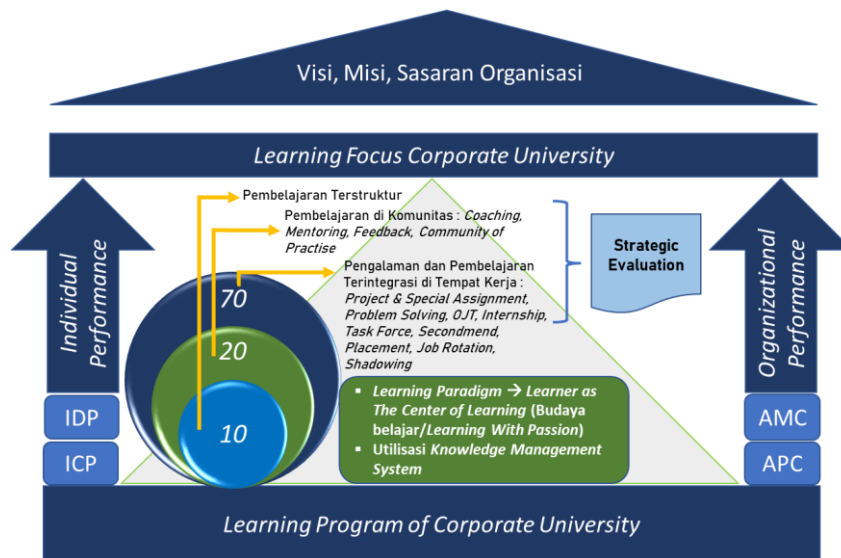 Visi, Misi, Sasaran Organisasi
Learning Focus Corporate University
Individual
Performance
IDP
ICP
Pembelajaran Terstruktur
Pembelajaran di Komunitas : Coaching,
Mentoring, Feedback, Community of
Practise
Pengalaman dan Pembelajaran
Terintegrasi di Tempat Kerja :
Project & Special Assignment,
Problem Solving, OJT, Internship,
Task Force, Secondmend,
Placement, Job Rotation,
Shadowing
70
20
10
Strategic
Evaluation
▪ Learning Paradigm → Learner as
The Center of Learning (Budaya
belajar/Learning With Passion)
▪ Utilisasi Knowledge Management
System
Organizational
Performance
AMC
APC
Learning Program of Corporate University